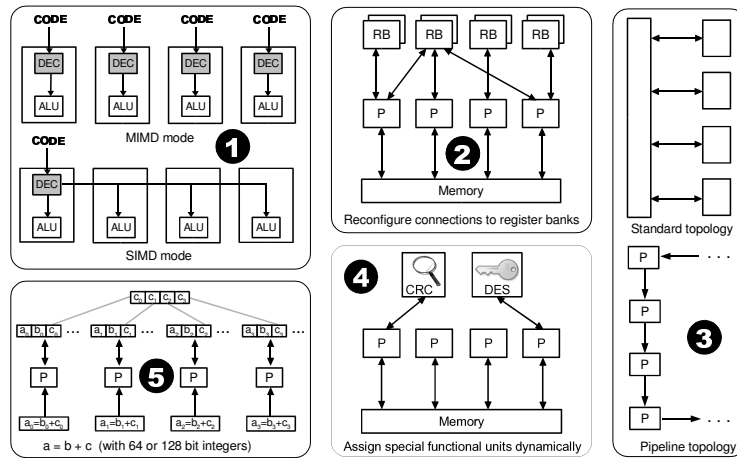 CODE CODE CODE CODE
DEC DEC DEC DEC
ALU ALU ALU ALU
MIMD mode
1
CODE
DEC
ALU ALU ALU ALU
SIMD mode
RB RB RB RB
P P P P
2
Memory
Reconfigure connections to register banks
Standard topology
P . . .
P
3
P
P . . .
Pipeline topology
4
CRC DES
P P P P
Memory
Assign special functional units dynamically
c₀ c₁ c₂ c₃
a₀ b₀ c₀ ... a₁ b₁ c₁ ... a₂ b₂ c₂ ... a₃ b₃ c₃ ...
P P P P
5
a₀=b₀+c₀ a₁=b₁+c₁ a₂=b₂+c₂ a₃=b₃+c₃
a = b + c (with 64 or 128 bit integers)